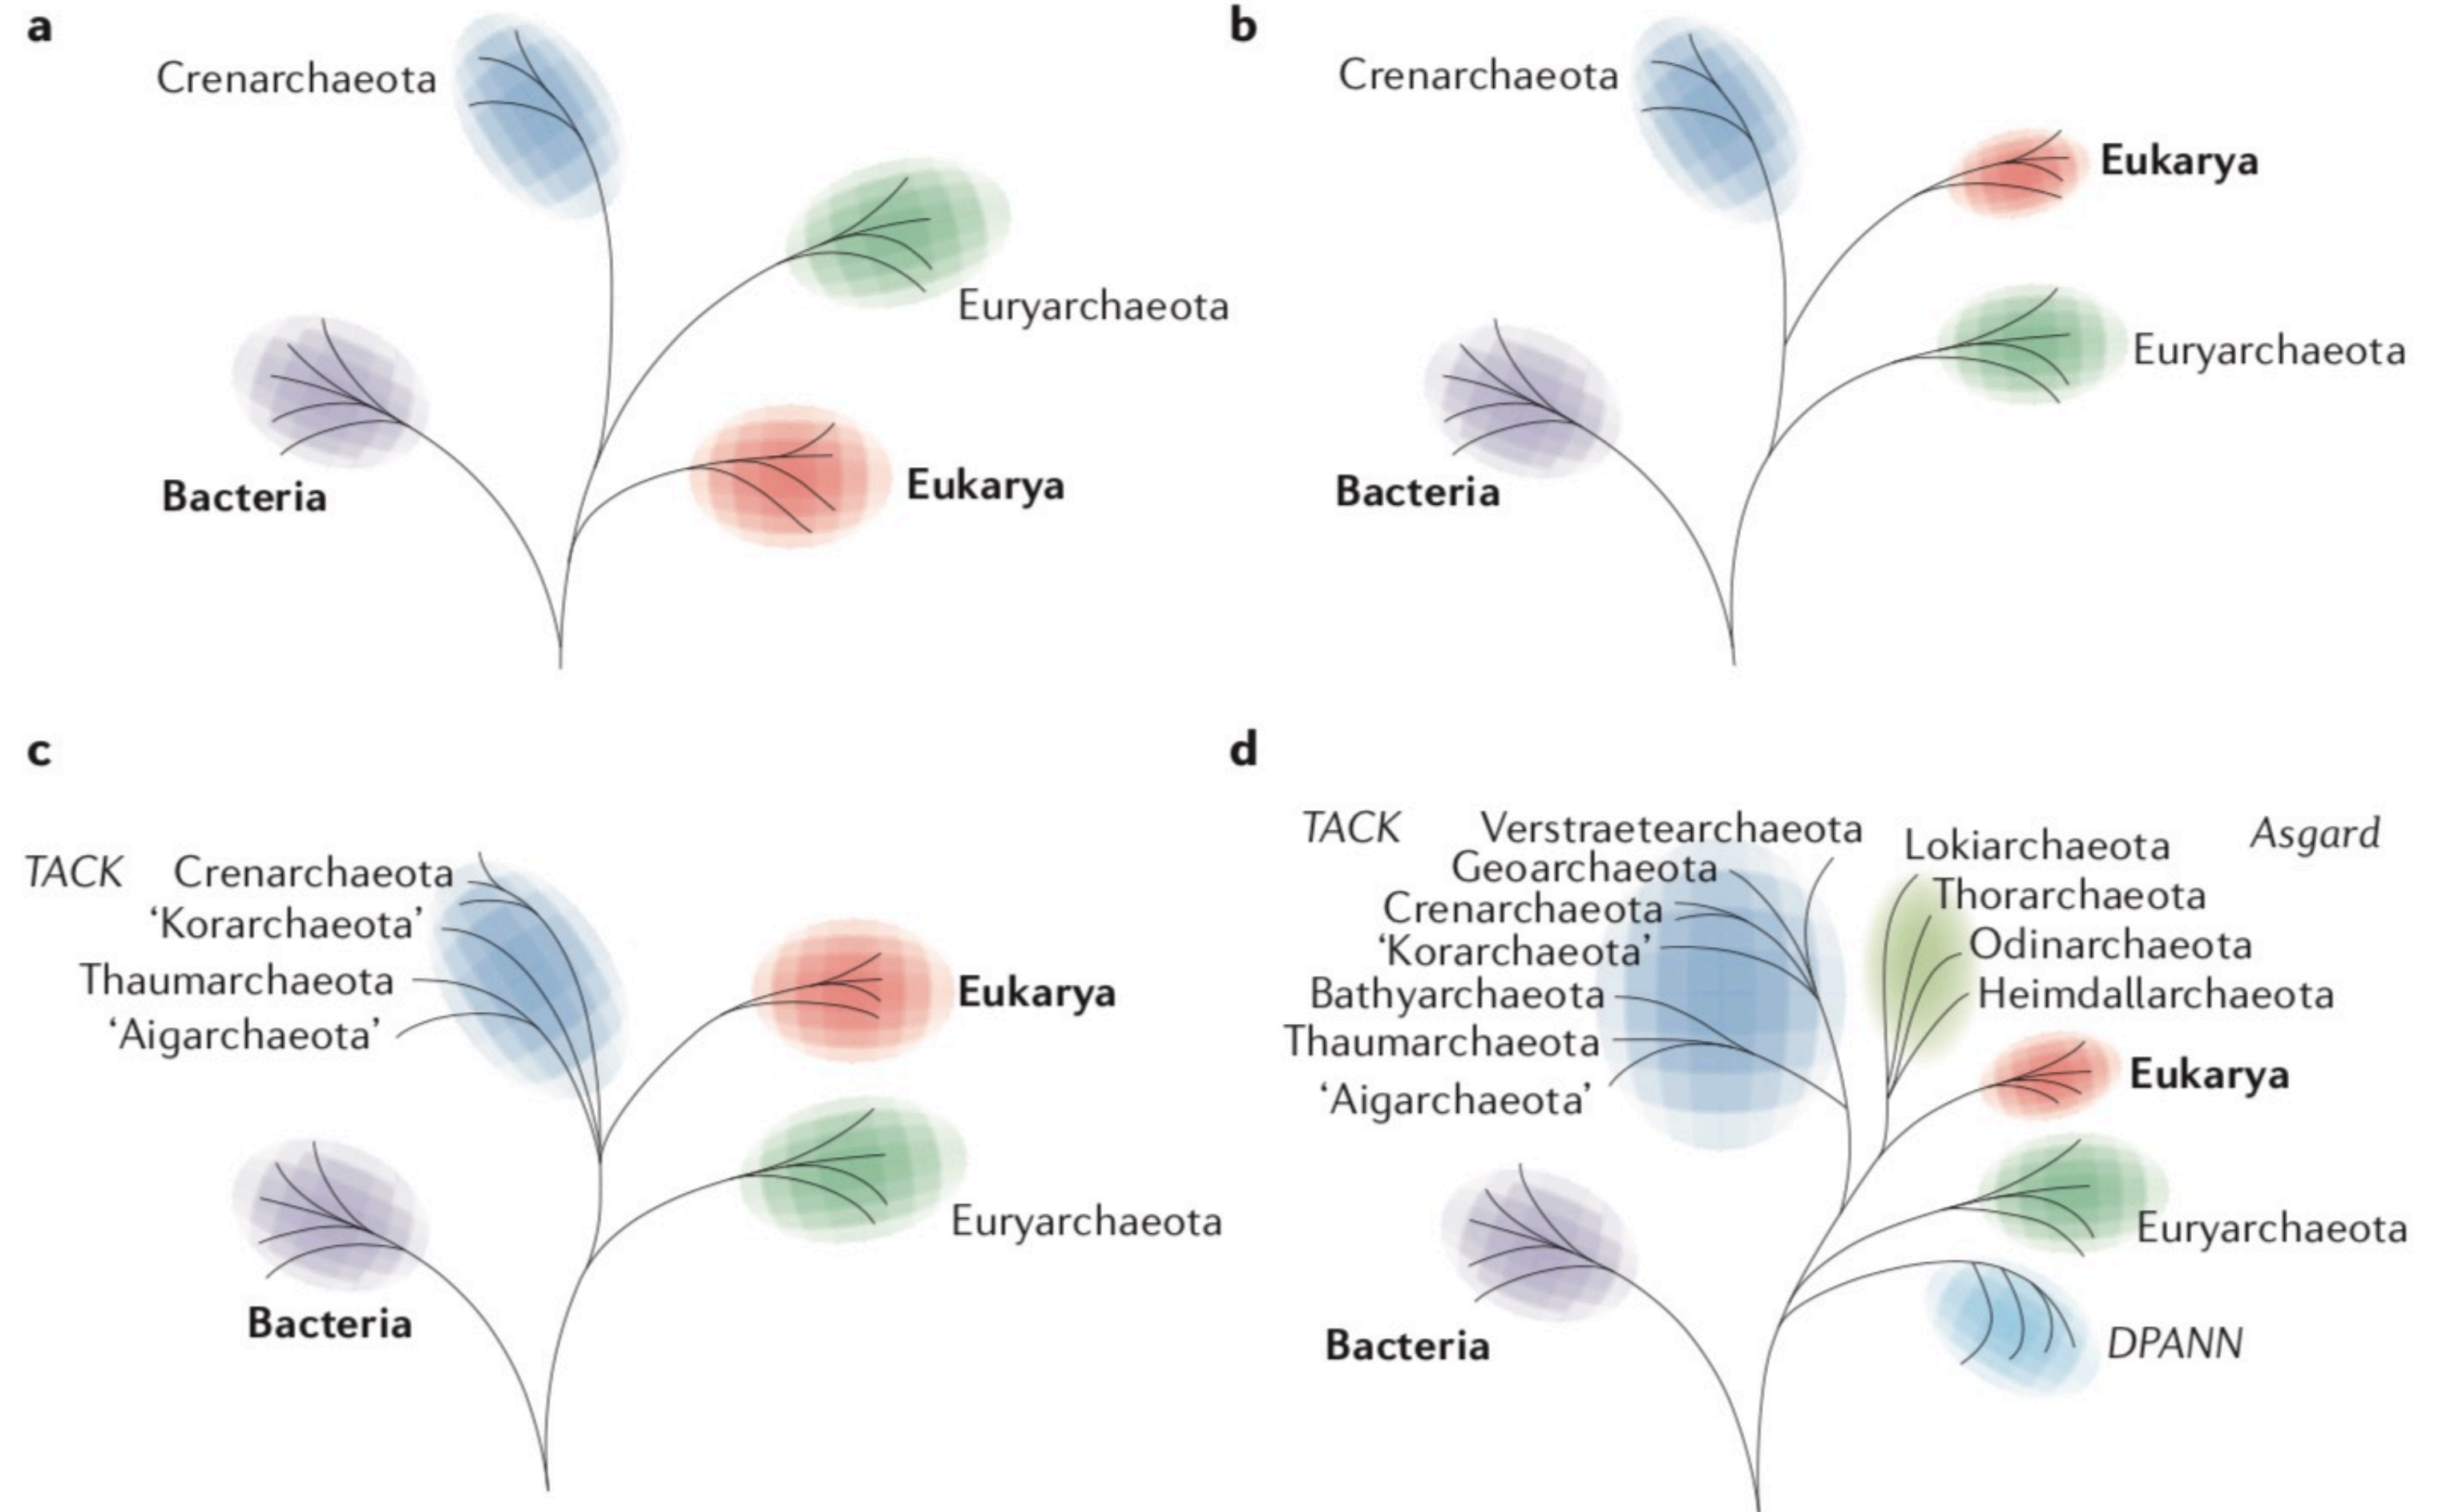 a
Crenarchaeota
Euryarchaeota
Bacteria
Eukarya
b
Crenarchaeota
Eukarya
Euryarchaeota
Bacteria
c
TACK Crenarchaeota
‘Korarchaeota’
Thaumarchaeota
‘Aigarchaeota’
Eukarya
Euryarchaeota
Bacteria
d
TACK Verstraetearchaeota
Geoarchaeota
Crenarchaeota
‘Korarchaeota’
Bathyarchaeota
Thaumarchaeota
‘Aigarchaeota’
Lokiarchaeota Asgard
Thorarchaeota
Odinarchaeota
Heimdallarchaeota
Eukarya
Euryarchaeota
DPANN
Bacteria